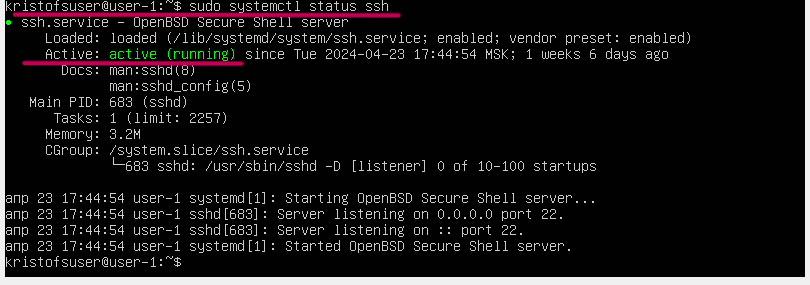 kristofsuser@user-1:~$ sudo systemctl status ssh
● ssh.service – OpenBSD Secure Shell server
Loaded: loaded (/lib/systemd/system/ssh.service; enabled; vendor preset: enabled)
Active: active (running) since Tue 2024-04-23 17:44:54 MSK; 1 weeks 6 days ago
Docs: man:sshd(8)
man:sshd_config(5)
Main PID: 683 (sshd)
Tasks: 1 (limit: 2257)
Memory: 3.2M
CGroup: /system.slice/ssh.service
└─683 sshd: /usr/sbin/sshd -D [listener] 0 of 10-100 startups
апр 23 17:44:54 user-1 systemd[1]: Starting OpenBSD Secure Shell server...
апр 23 17:44:54 user-1 sshd[683]: Server listening on 0.0.0.0 port 22.
апр 23 17:44:54 user-1 sshd[683]: Server listening on :: port 22.
апр 23 17:44:54 user-1 systemd[1]: Started OpenBSD Secure Shell server.
kristofsuser@user-1:~$